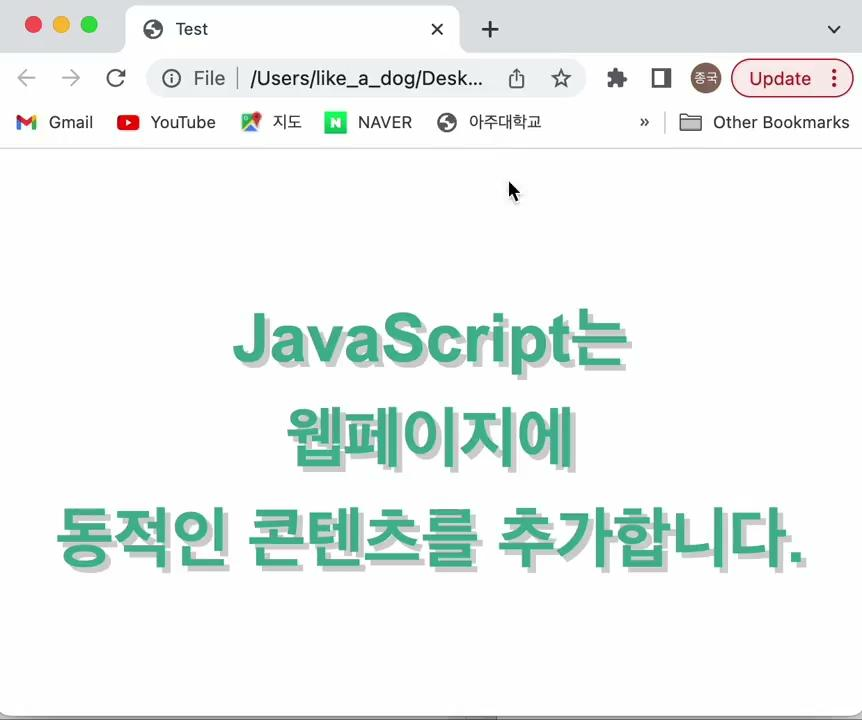 Test
File
/Users/like_a_dog/Desk...
종국
Update
Gmail
YouTube
지도
N
NAVER
아주대학교
»
Other Bookmarks
JavaScript는
웹페이지에
동적인 콘텐츠를 추가합니다.